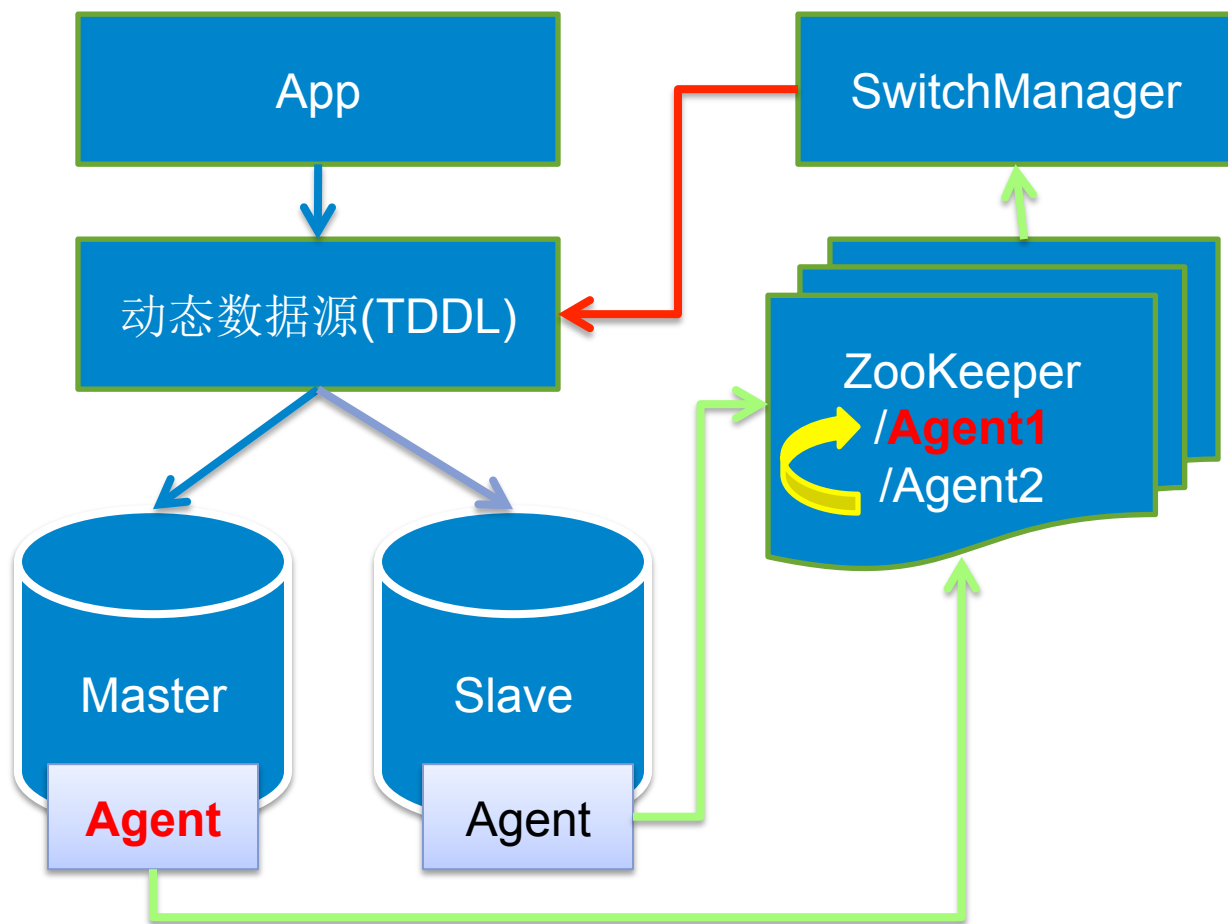 App
SwitchManager
动态数据源(TDDL)
ZooKeeper
/Agent1
/Agent2
Master
Slave
Agent
Agent